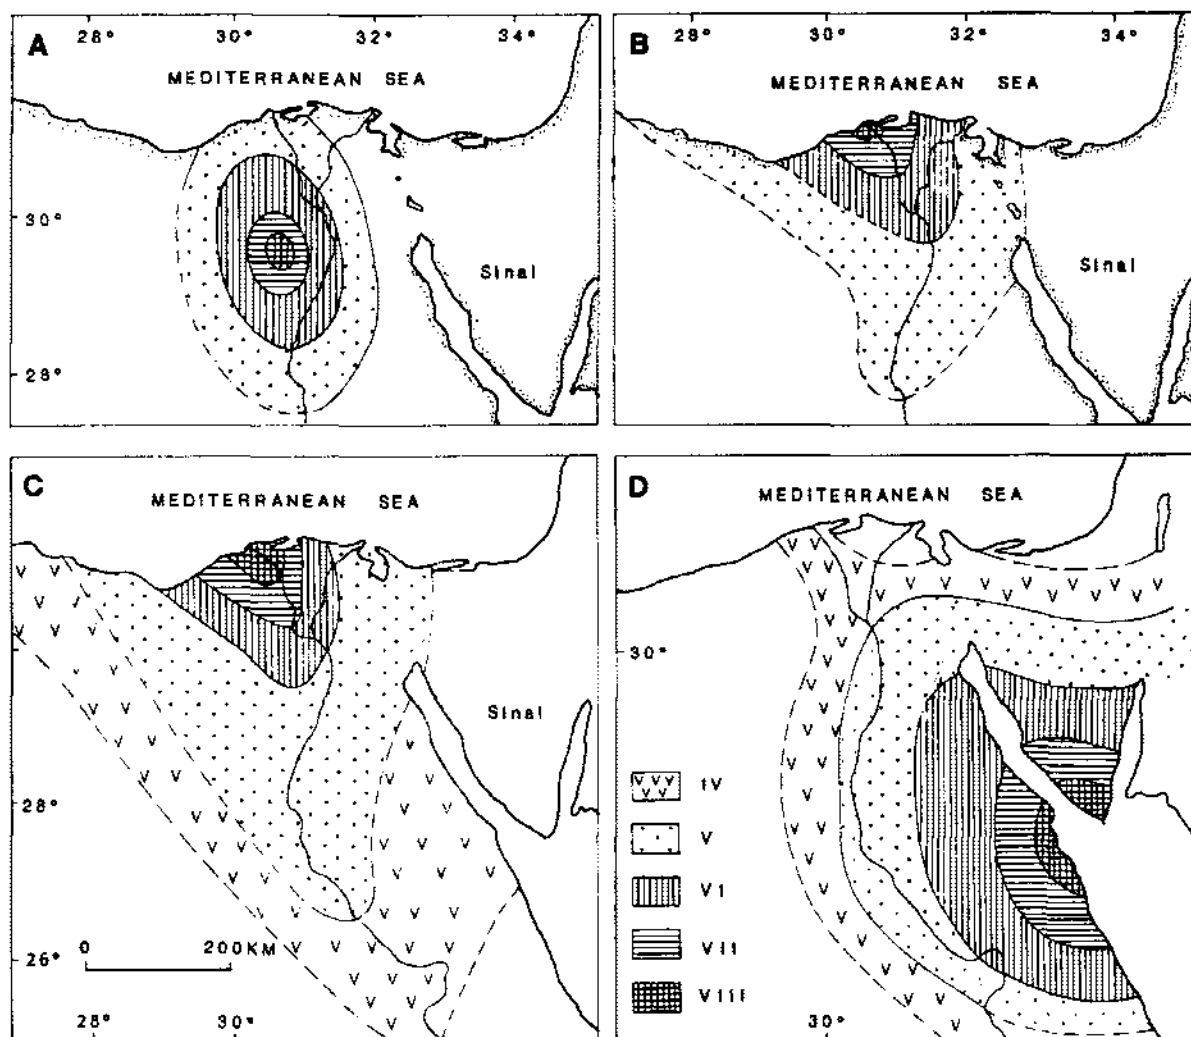 A
28° 30° 32° 34°
MEDITERRANEAN SEA
30°
Sinai
28°
B
28° 30° 32° 34°
MEDITERRANEAN SEA
Sinai
C
MEDITERRANEAN SEA
Sinai
28°
0 200KM
26°
28° 30°
D
MEDITERRANEAN SEA
30°
IV
V
VI
VII
VIII
30°